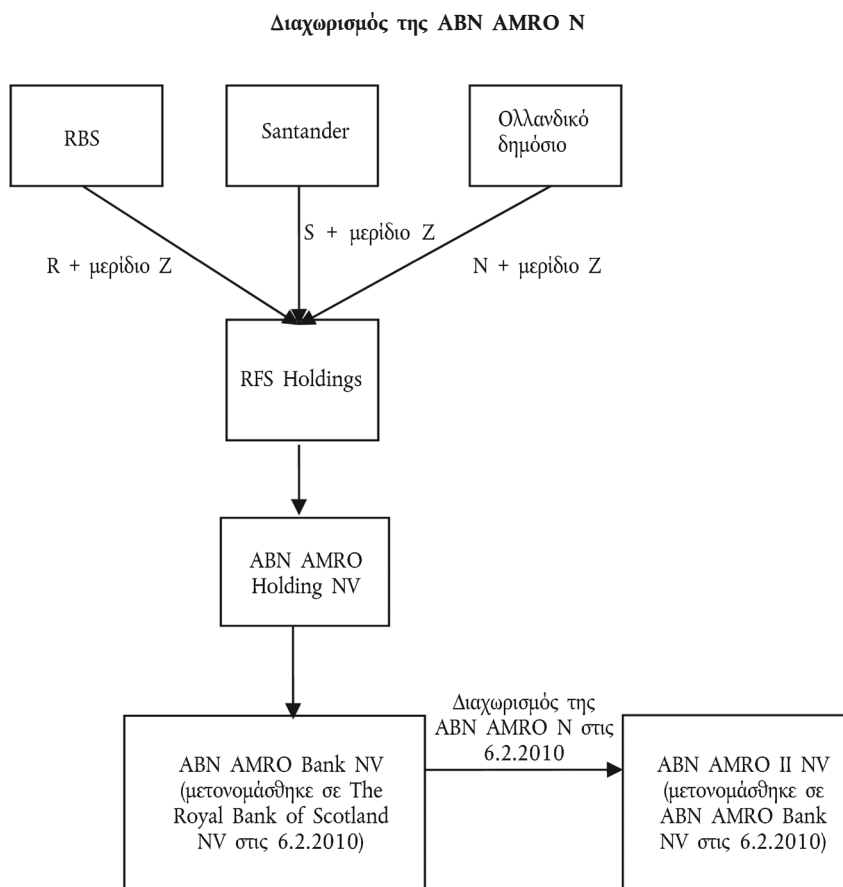 Διαχωρισμός της ABN AMRO N
RBS
Santander
Ολλανδικό
δημόσιο
R + μερίδιο Z
S + μερίδιο Z
N + μερίδιο Z
RFS Holdings
ABN AMRO
Holding NV
Διαχωρισμός της
ABN AMRO N στις
6.2.2010
ABN AMRO Bank NV
(μετονομάσθηκε σε The
Royal Bank of Scotland
NV στις 6.2.2010)
ABN AMRO II NV
(μετονομάσθηκε σε
ABN AMRO Bank
NV στις 6.2.2010)